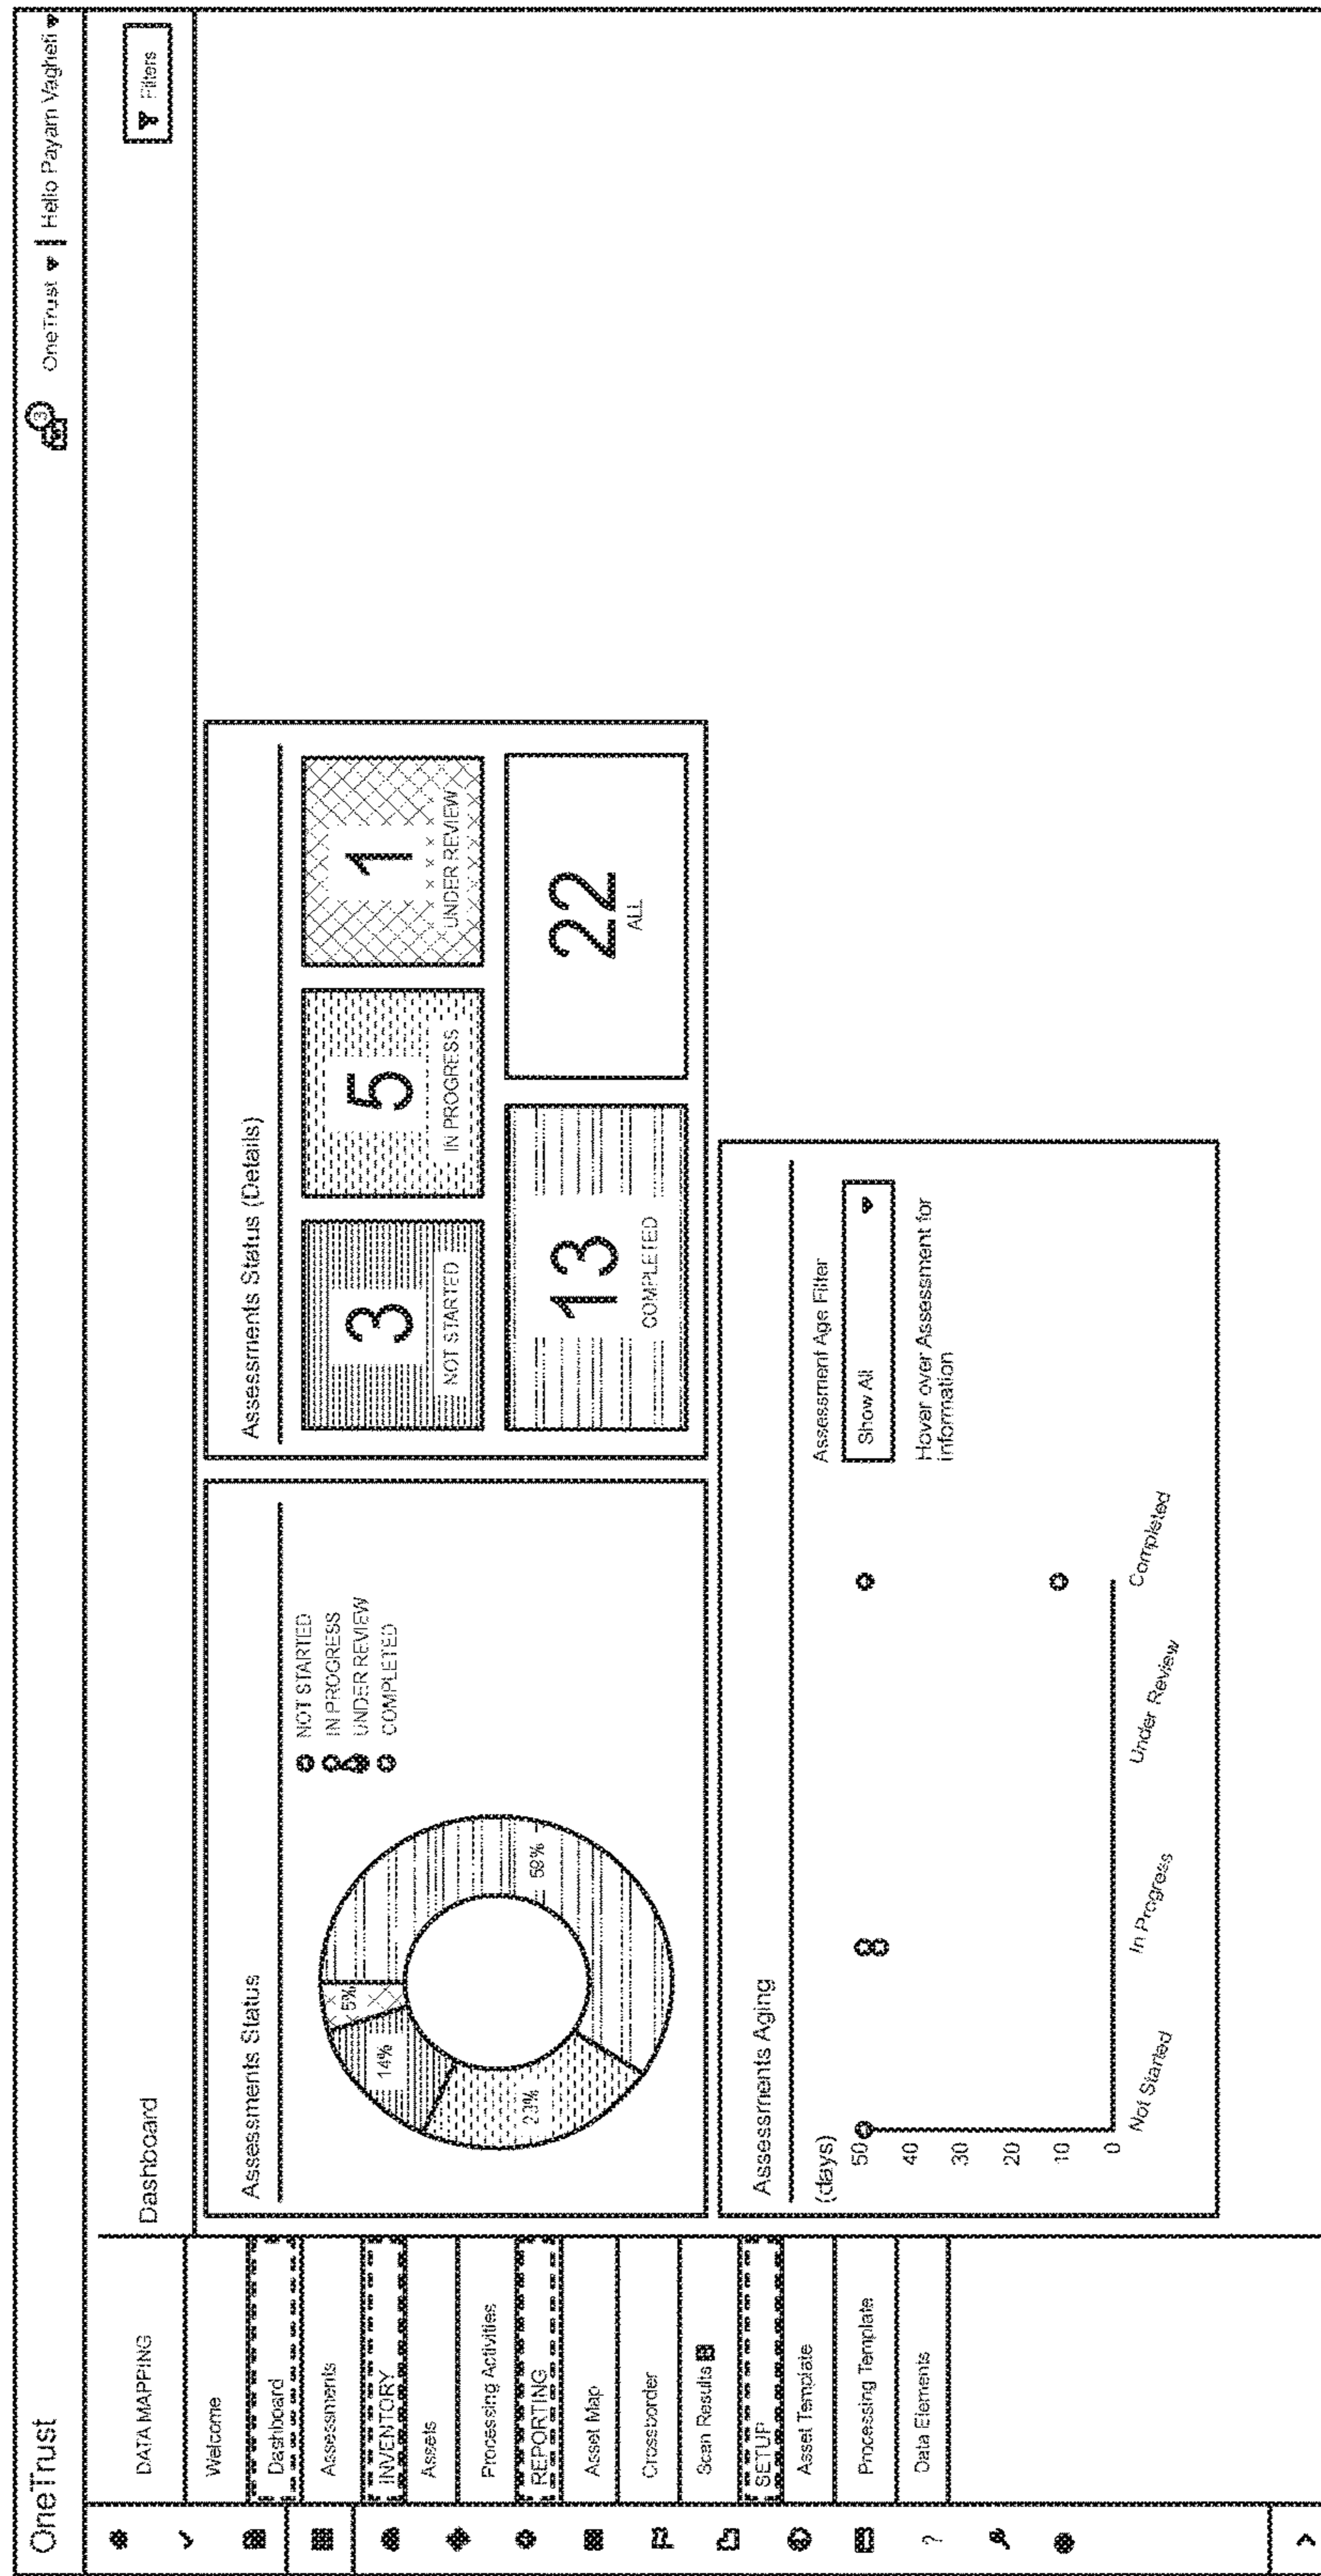 OneTrust
3
OneTrust
Hello Payam Vagheti
DATA MAPPING
Welcome
Dashboard
Assessments
INVENTORY
Assets
Processing Activities
REPORTING
Asset Map
Crossborder
Scan Results
SETUP
Asset Template
Processing Template
Data Elements
?
Dashboard
Filters
Assessments Status
5%
14%
23%
59%
NOT STARTED
IN PROGRESS
UNDER REVIEW
COMPLETED
Assessments Status (Details)
3
NOT STARTED
5
IN PROGRESS
1
UNDER REVIEW
13
COMPLETED
22
ALL
Assessments Aging
(days)
50
40
30
20
10
0
Not Started
In Progress
Under Review
Completed
Assessment Age Filter
Show All
Hover over Assessment for
information